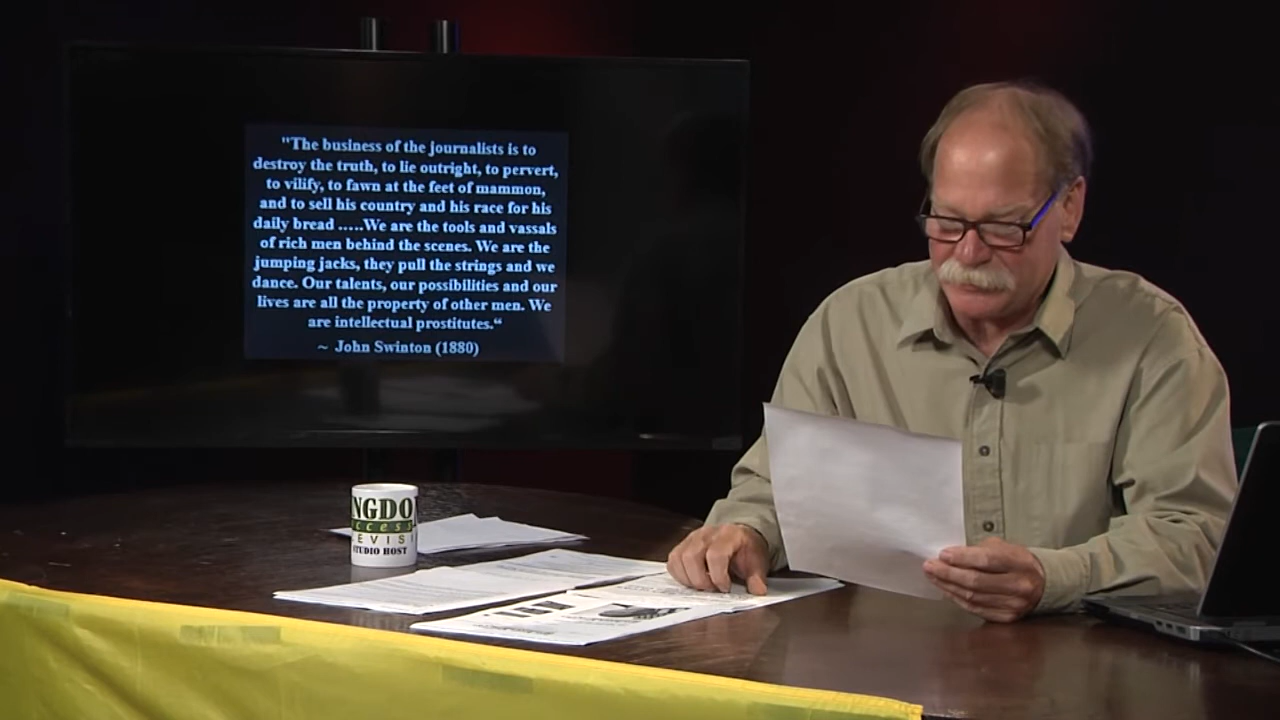 "The business of the journalists is to
destroy the truth, to lie outright, to pervert,
to vilify, to fawn at the feet of mammon,
and to sell his country and his race for his
daily bread .....We are the tools and vassals
of rich men behind the scenes. We are the
jumping jacks, they pull the strings and we
dance. Our talents, our possibilities and our
lives are all the property of other men. We
are intellectual prostitutes.“
~ John Swinton (1880)
NGDO
ccess
EVIS
STUDIO HOST